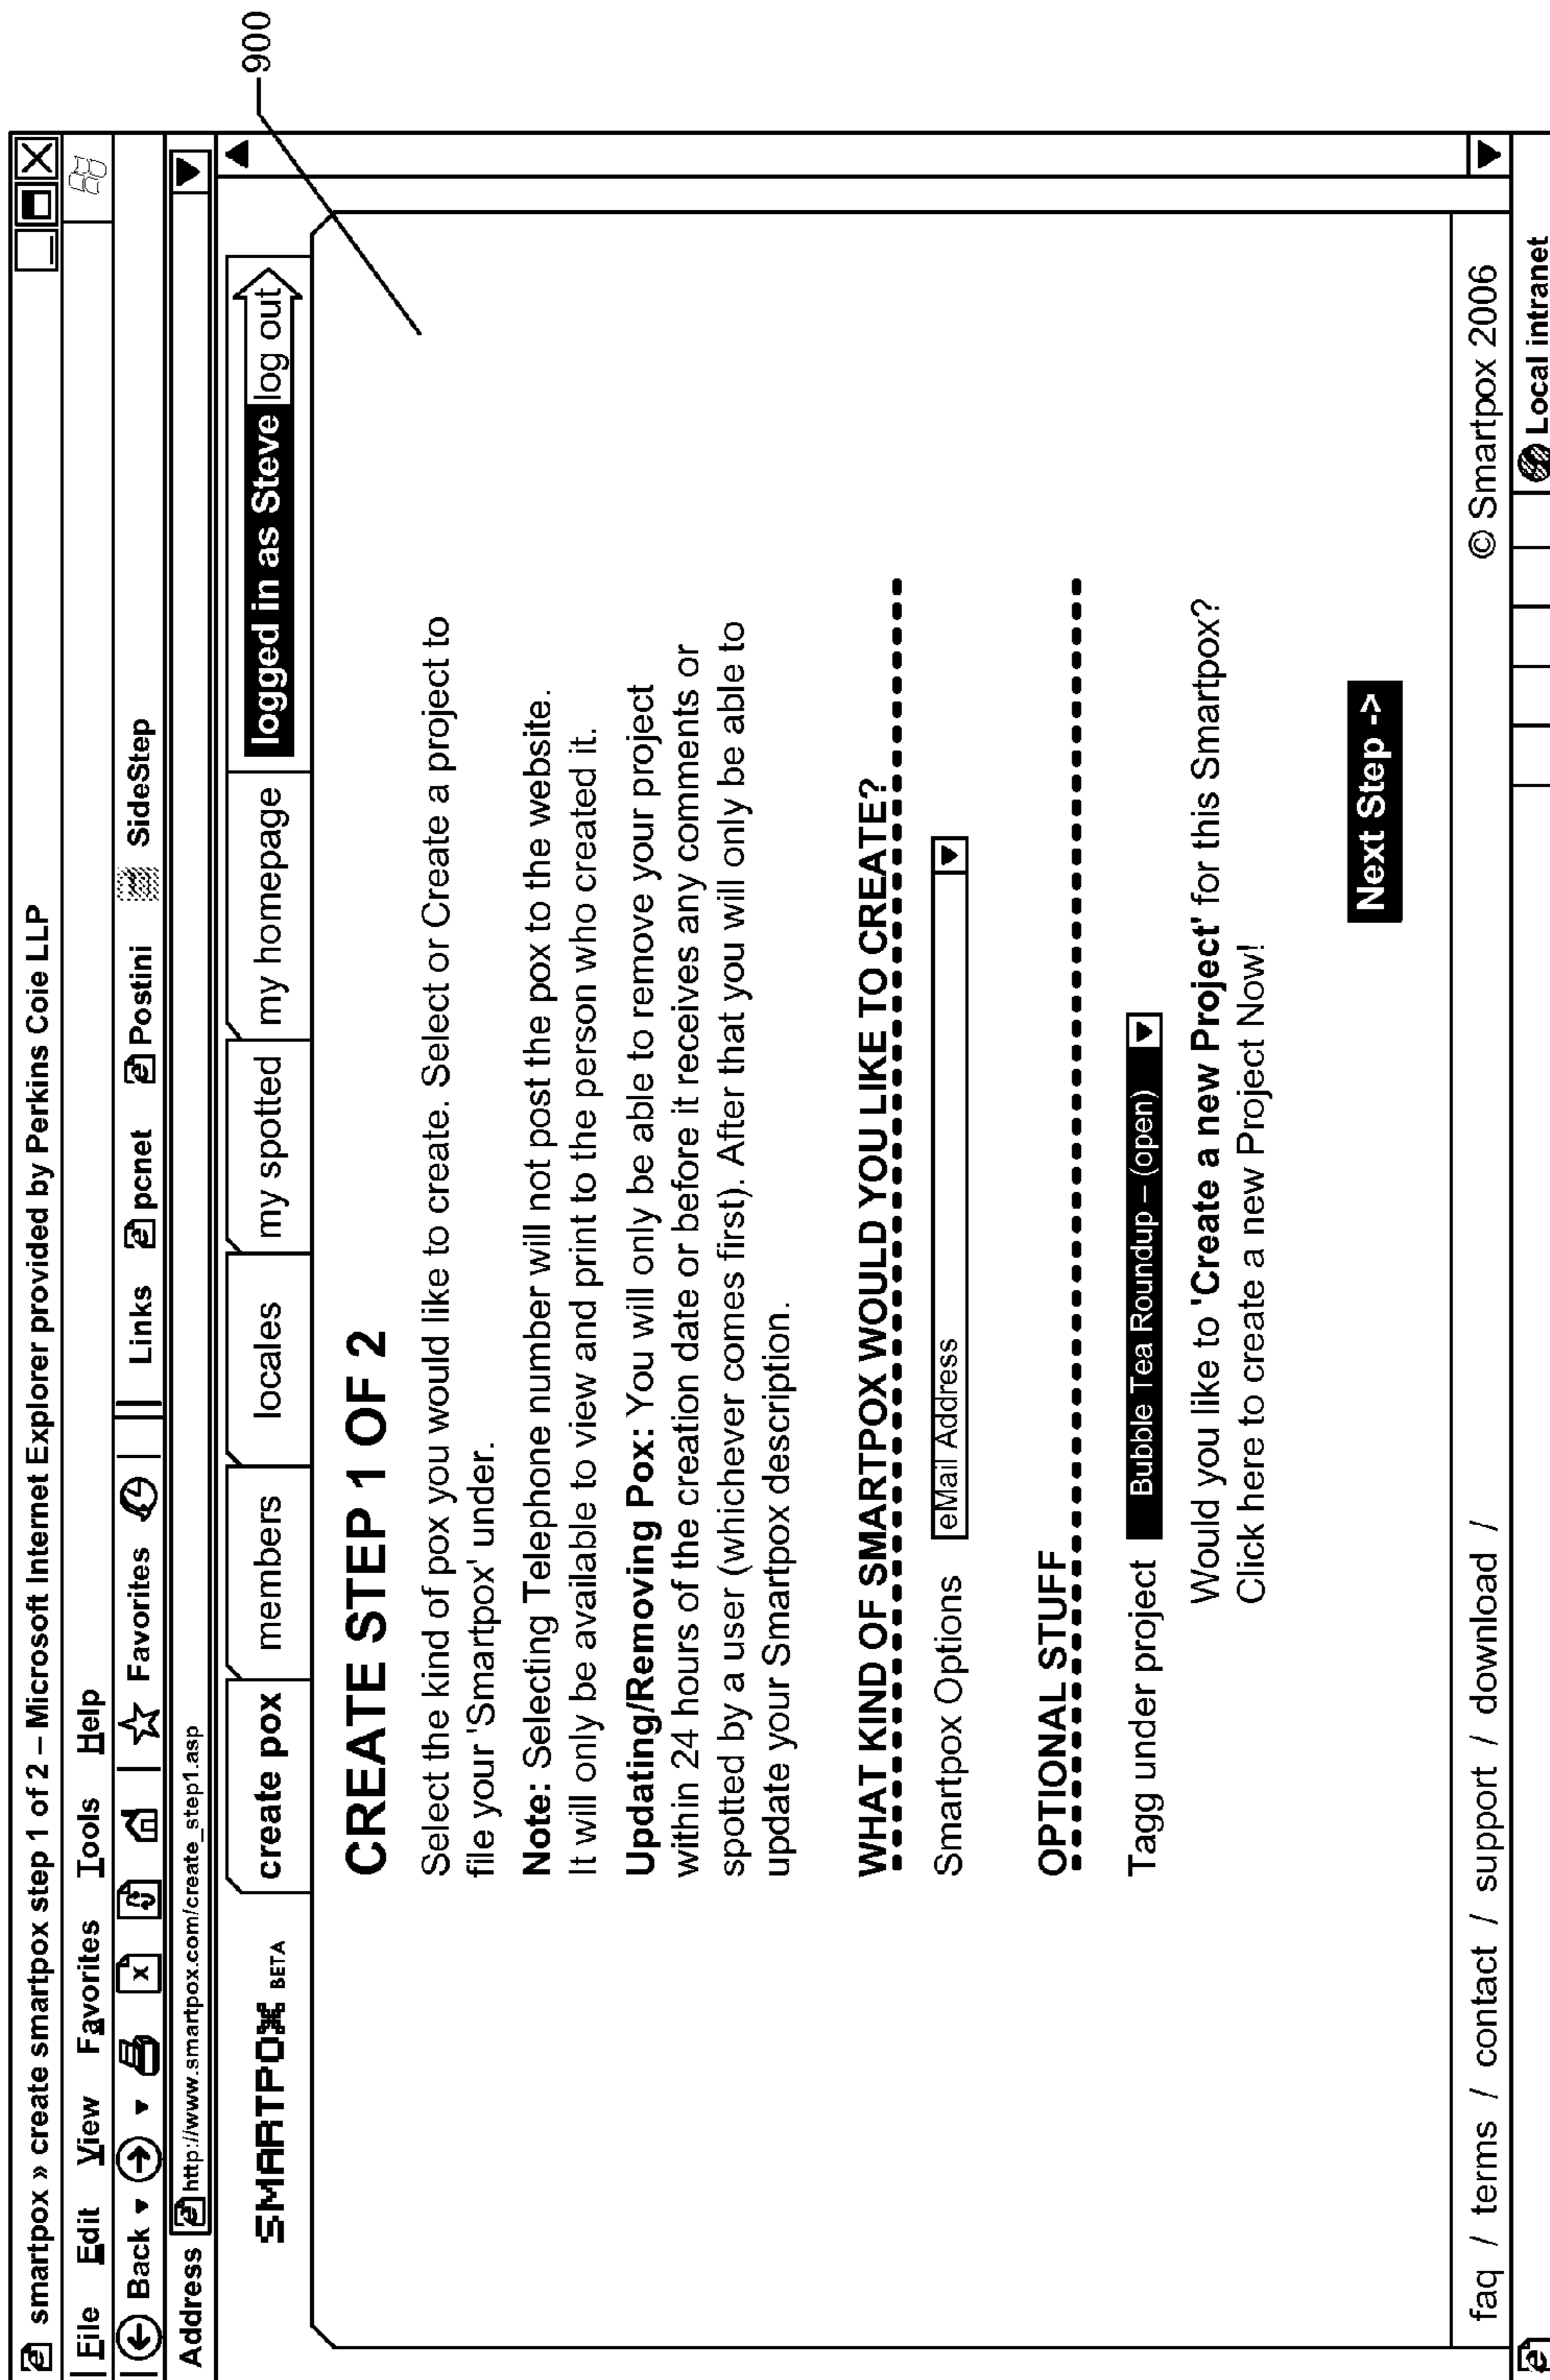 smartpox » create smartpox step 1 of 2 – Microsoft Internet Explorer provided by Perkins Coie LLP
File Edit View Favorites Tools Help
Back Favorites Links pcnet Postini SideStep
Address http://www.smartpox.com/create_step1.asp
SMARTPOX BETA create pox members locales my spotted my homepage logged in as Steve log out
900
CREATE STEP 1 OF 2
Select the kind of pox you would like to create. Select or Create a project to
file your 'Smartpox' under.
Note: Selecting Telephone number will not post the pox to the website.
It will only be available to view and print to the person who created it.
Updating/Removing Pox: You will only be able to remove your project
within 24 hours of the creation date or before it receives any comments or
spotted by a user (whichever comes first). After that you will only be able to
update your Smartpox description.
WHAT KIND OF SMARTPOX WOULD YOU LIKE TO CREATE?
Smartpox Options eMail Address
OPTIONAL STUFF
Tagg under project Bubble Tea Roundup – (open)
Would you like to 'Create a new Project' for this Smartpox?
Click here to create a new Project Now!
Next Step ->
faq / terms / contact / support / download / © Smartpox 2006
Local intranet